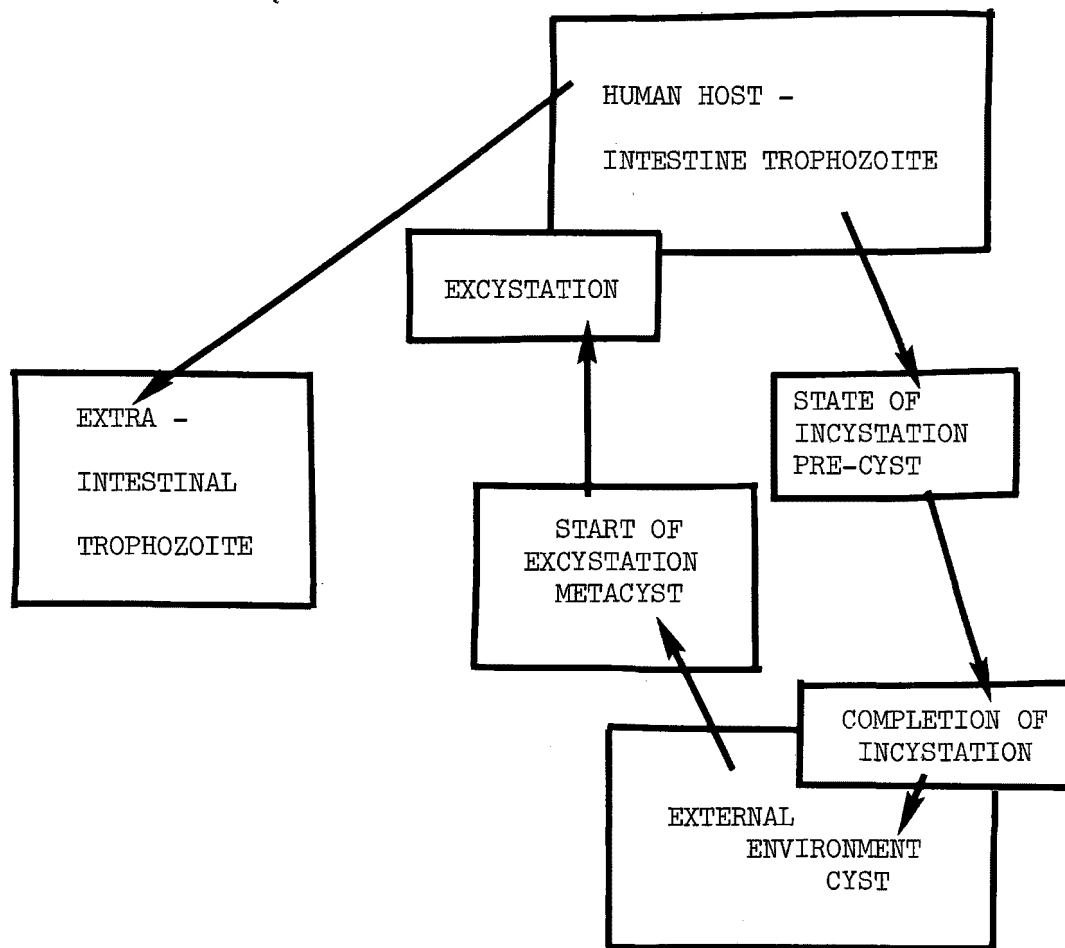 HUMAN HOST -
INTESTINE TROPHOZOITE
EXCYSTATION
EXTRA -
INTESTINAL
TROPHOZOITE
STATE OF
INCYSTATION
PRE-CYST
START OF
EXCYSTATION
METACYST
COMPLETION OF
INCYSTATION
EXTERNAL
ENVIRONMENT
CYST